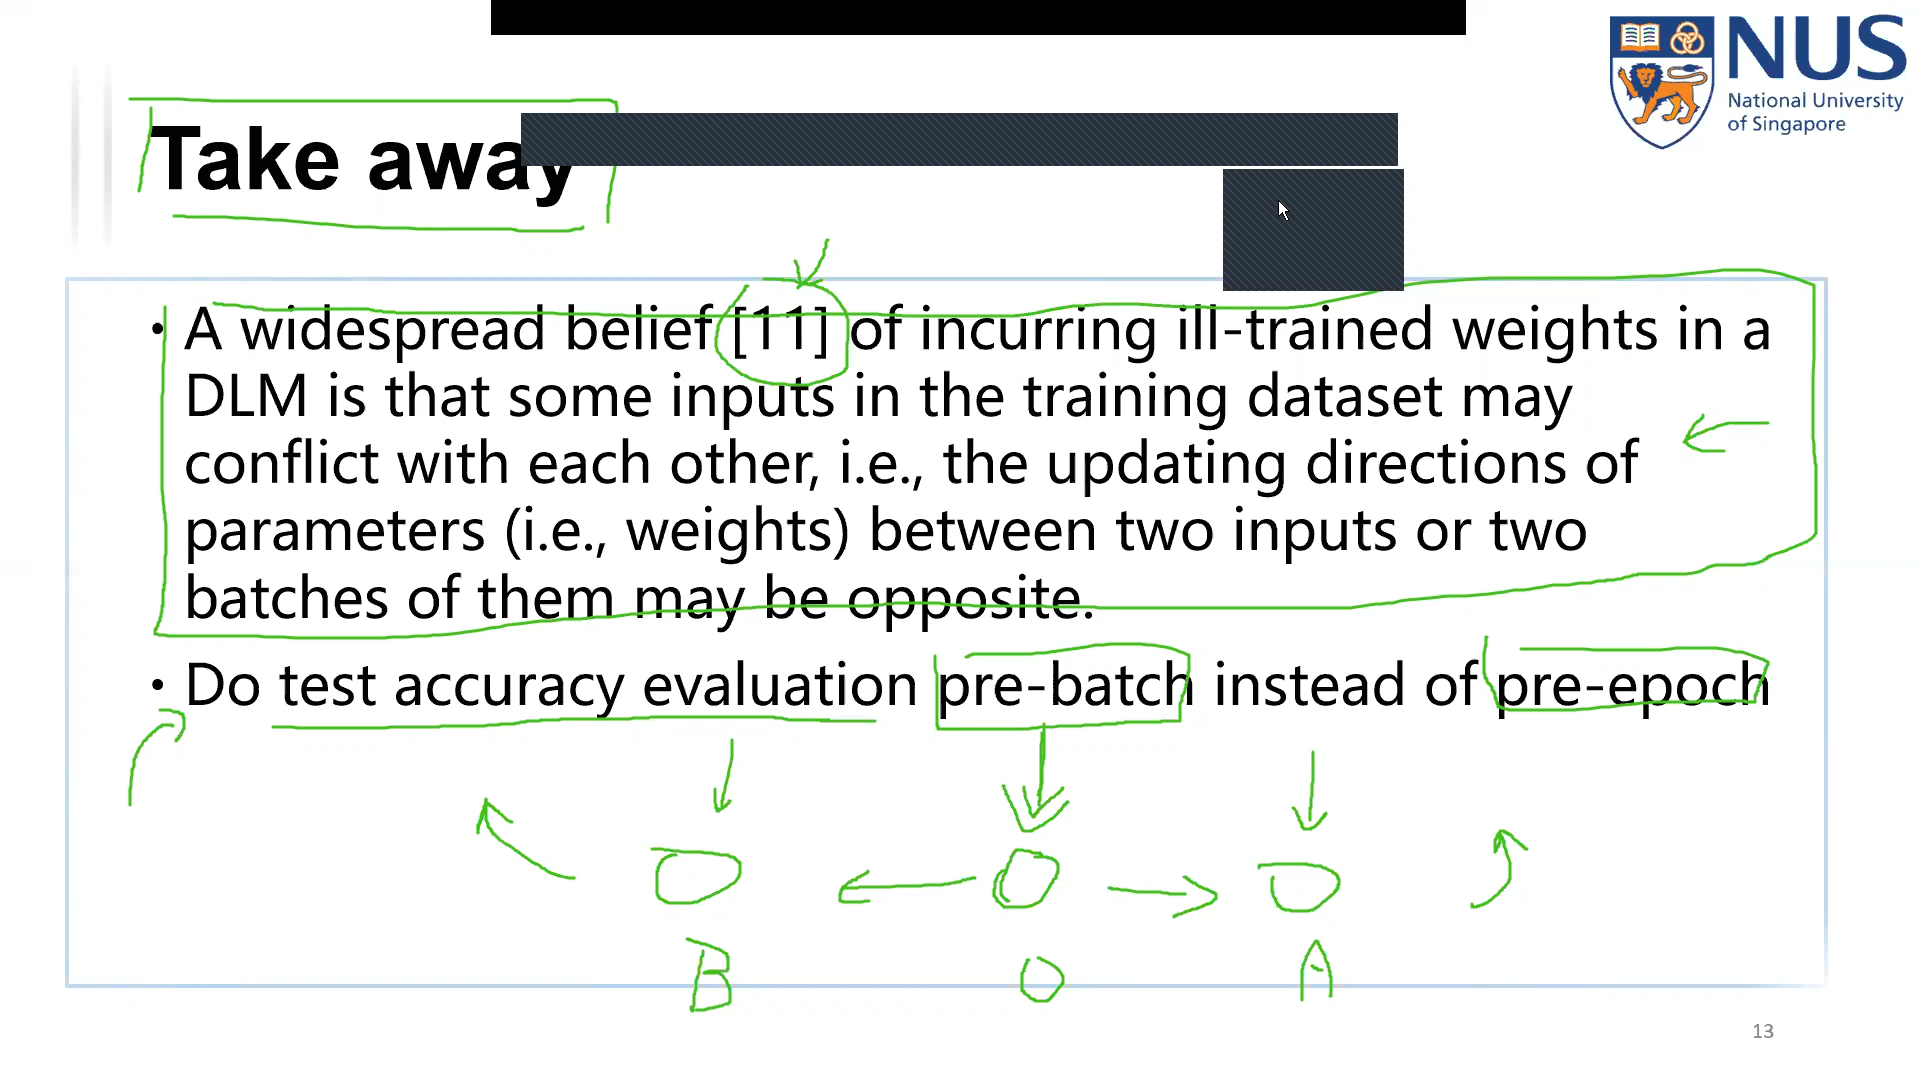 NUS
National University
of Singapore
Take away
• A widespread belief [11] of incurring ill-trained weights in a
DLM is that some inputs in the training dataset may
conflict with each other, i.e., the updating directions of
parameters (i.e., weights) between two inputs or two
batches of them may be opposite.
• Do test accuracy evaluation pre-batch instead of pre-epoch
B O A
13